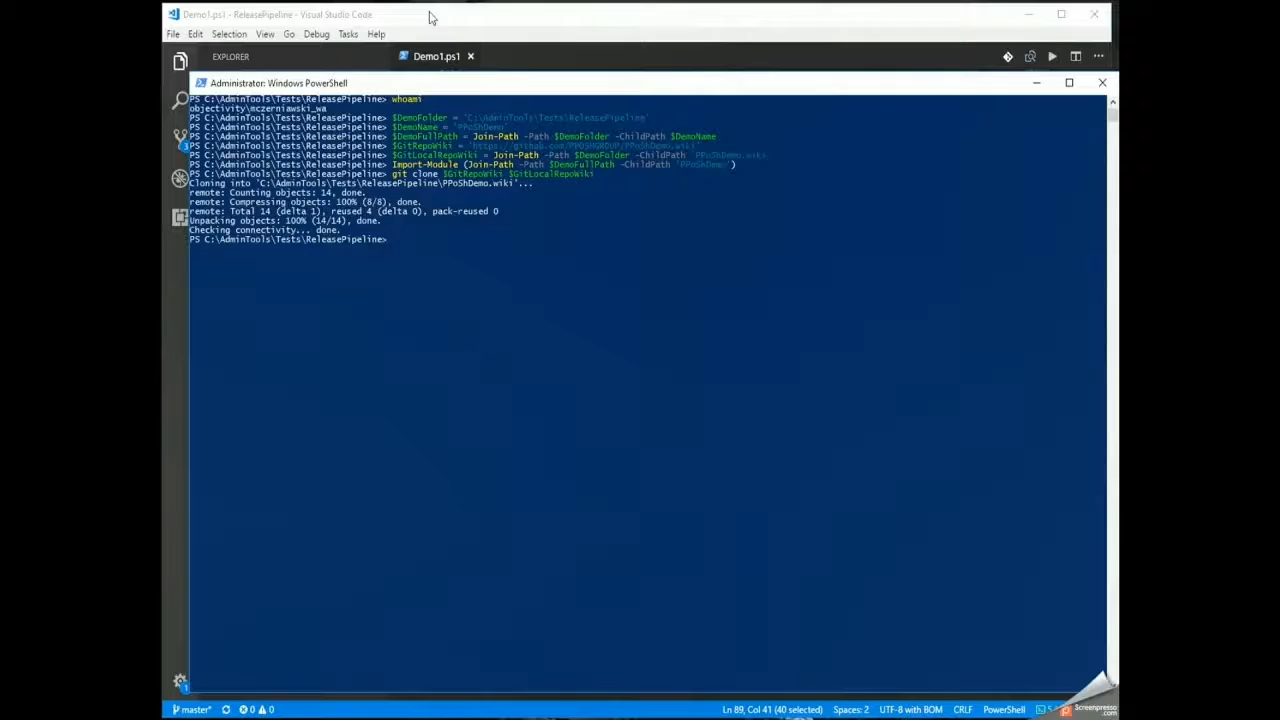 Demo1.ps1 - ReleasePipeline - Visual Studio Code
File Edit Selection View Go Debug Tasks Help
EXPLORER
Demo1.ps1
Administrator: Windows PowerShell
PS C:\AdminTools\Tests\ReleasePipeline> whoami
objectivity\mczerniawski_wa
PS C:\AdminTools\Tests\ReleasePipeline> $DemoFolder = 'C:\AdminTools\Tests\ReleasePipeline'
PS C:\AdminTools\Tests\ReleasePipeline> $DemoName = 'PPoShDemo'
PS C:\AdminTools\Tests\ReleasePipeline> $DemoFullPath = Join-Path -Path $DemoFolder -ChildPath $DemoName
PS C:\AdminTools\Tests\ReleasePipeline> $GitRepoWiki = 'https://github.com/PPOSHGROUP/PPoShDemo.wiki'
PS C:\AdminTools\Tests\ReleasePipeline> $GitLocalRepoWiki = Join-Path -Path $DemoFolder -ChildPath 'PPoShDemo.wiki'
PS C:\AdminTools\Tests\ReleasePipeline> Import-Module (Join-Path -Path $DemoFullPath -ChildPath 'PPoShDemo')
PS C:\AdminTools\Tests\ReleasePipeline> git clone $GitRepoWiki $GitLocalRepoWiki
Cloning into 'C:\AdminTools\Tests\ReleasePipeline\PPoShDemo.wiki'...
remote: Counting objects: 14, done.
remote: Compressing objects: 100% (8/8), done.
remote: Total 14 (delta 1), reused 4 (delta 0), pack-reused 0
Unpacking objects: 100% (14/14), done.
Checking connectivity... done.
PS C:\AdminTools\Tests\ReleasePipeline>
3
1
master* 0 0 Ln 89, Col 41 (40 selected) Spaces: 2 UTF-8 with BOM CRLF PowerShell
Screenpresso
.com